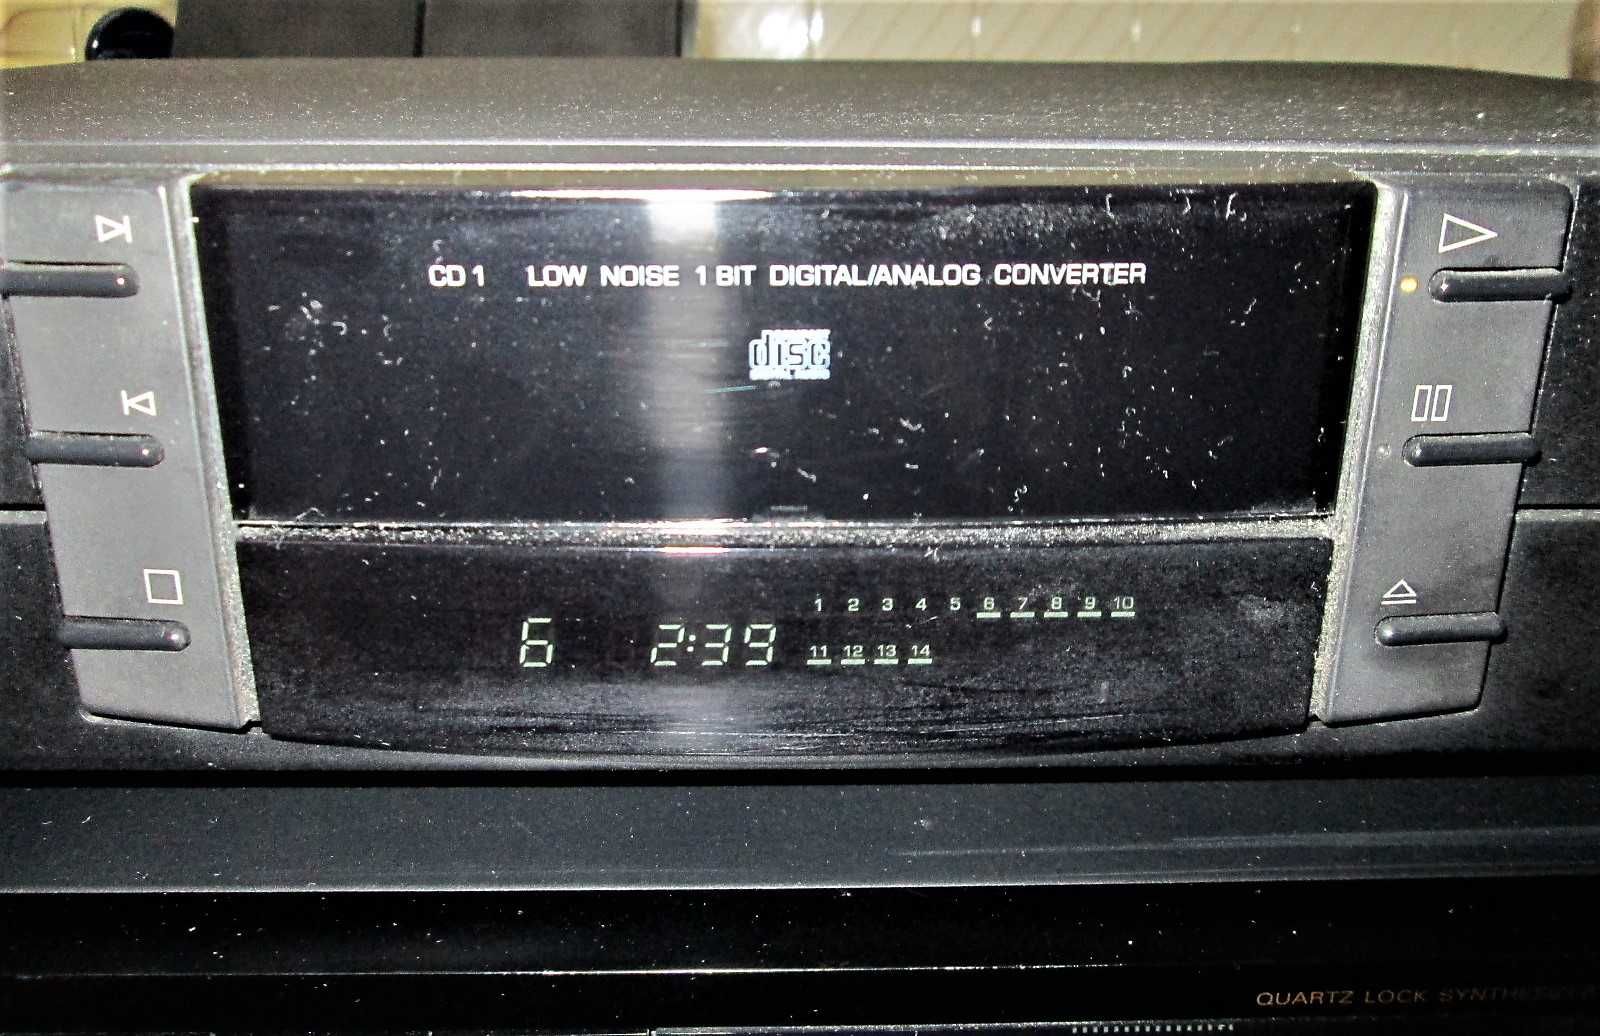 CD 1 LOW NOISE 1 BIT DIGITAL/ANALOG CONVERTER
disc
1 2 3 4 5 6 7 8 9 10
6 2:39
11 12 13 14
QUARTZ LOCK